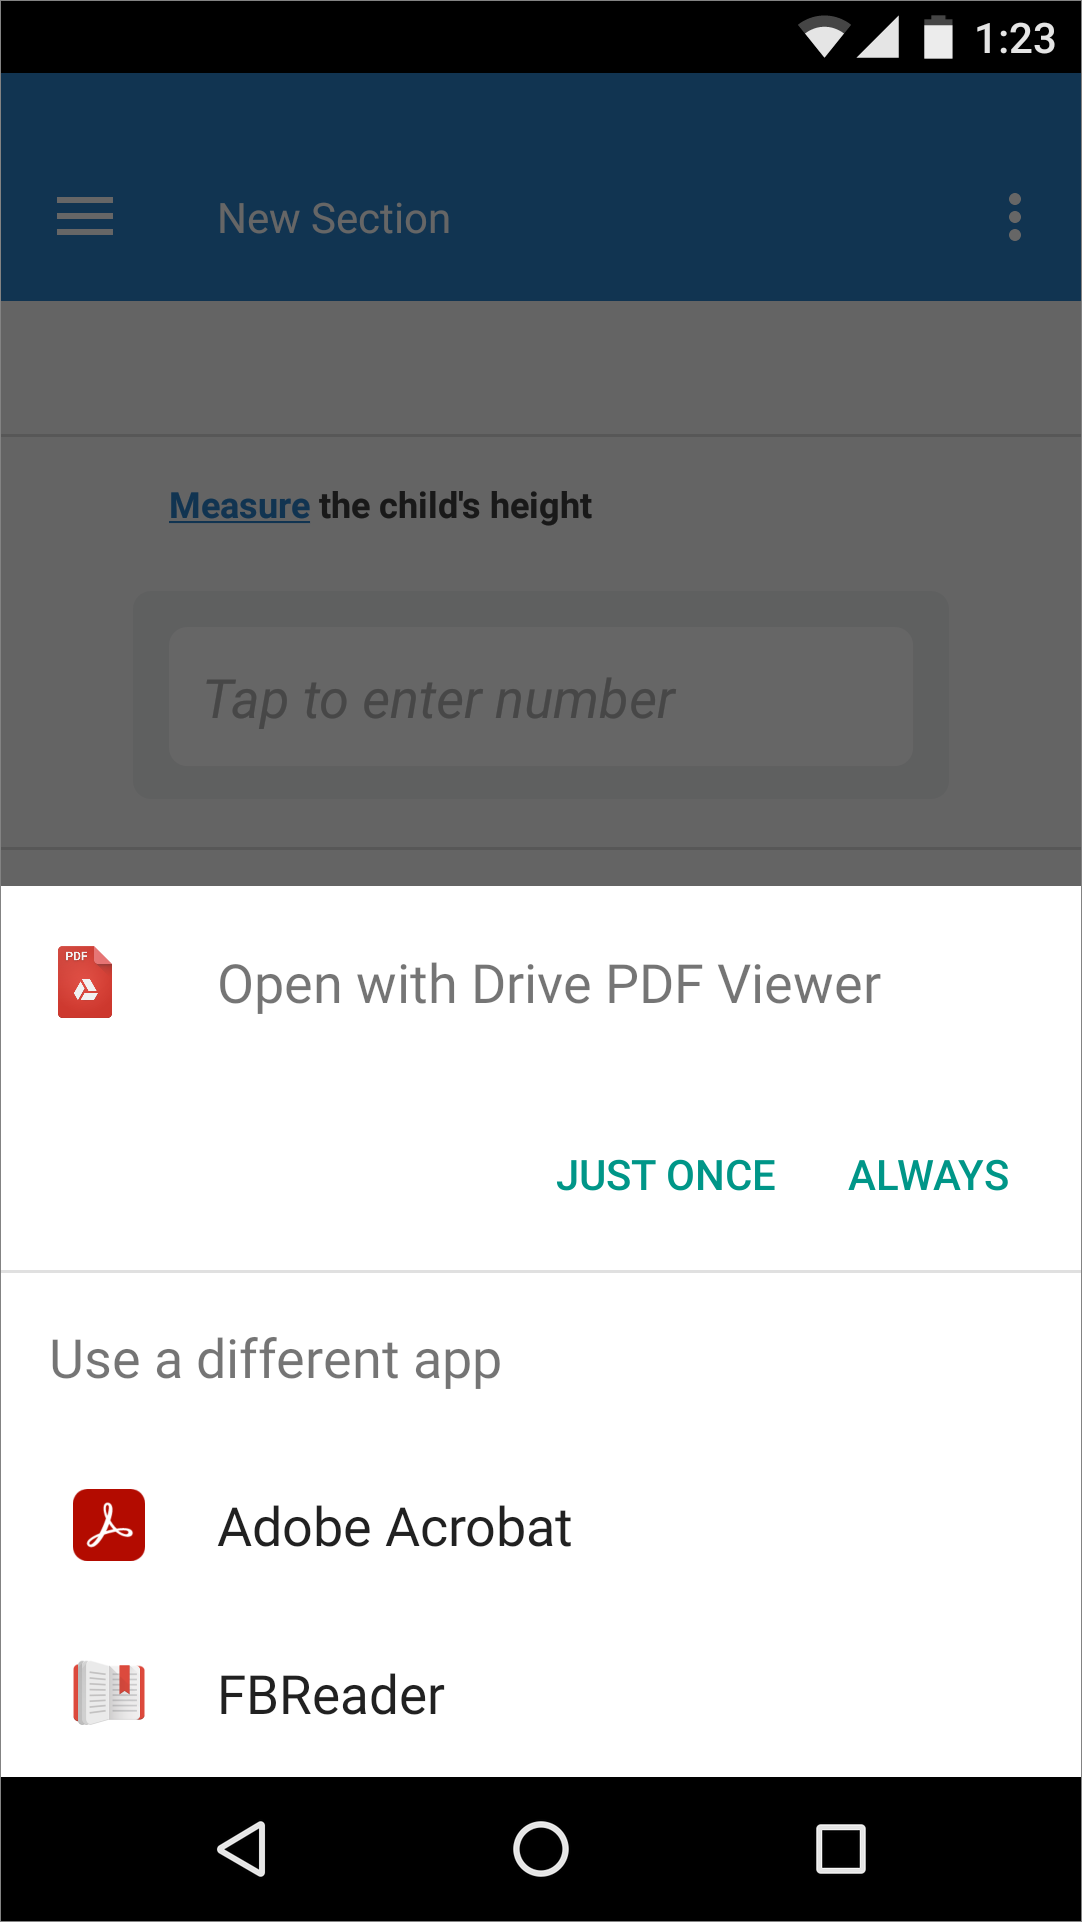 1:23
New Section
Measure the child's height
Tap to enter number
PDF
Open with Drive PDF Viewer
JUST ONCE ALWAYS
Use a different app
Adobe Acrobat
FBReader